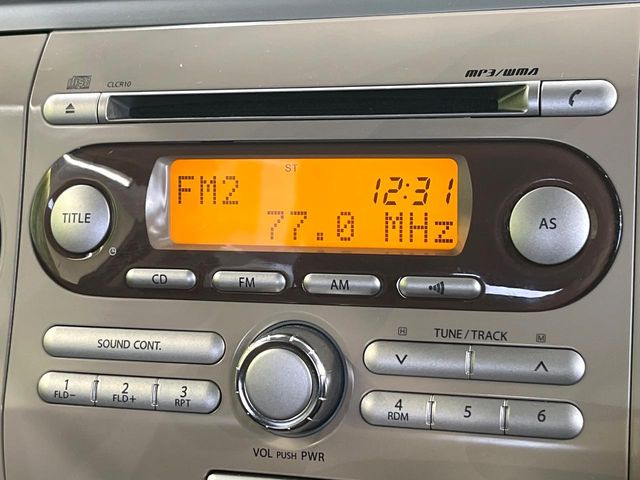 disc CLCR10 MP3/WMA
ST
FM2 12:31
77.0 MHz
TITLE AS
CD FM AM
SOUND CONT.
H TUNE/TRACK M
1 2 3
FLD- FLD+ RPT
4 5 6
RDM
VOL PUSH PWR